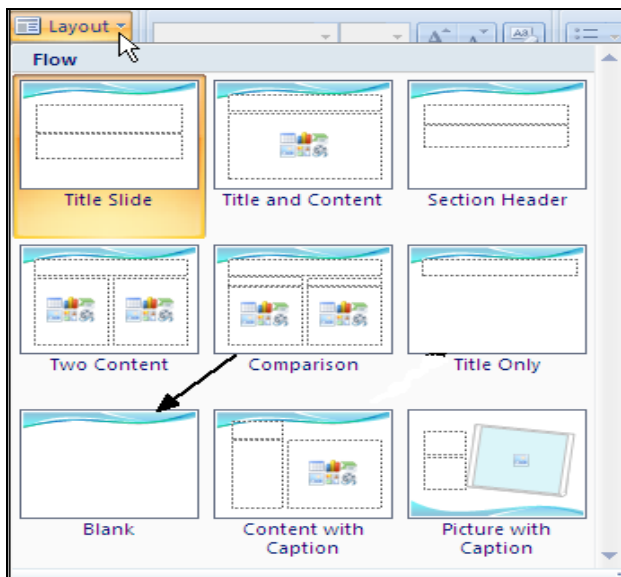 Layout
Flow
Title Slide
Title and Content
Section Header
Two Content
Comparison
Title Only
Blank
Content with
Caption
Picture with
Caption